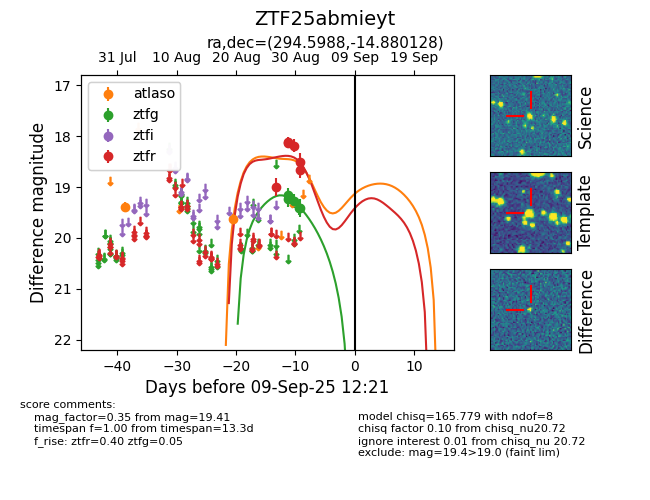 ZTF25abmieyt
ra,dec=(294.5988,-14.880128)
31 Jul 10 Aug 20 Aug 30 Aug 09 Sep 19 Sep
17
18
19
20
21
22
Difference magnitude
atlaso
ztfg
ztfi
ztfr
−40 −30 −20 −10 0 10
Days before 09-Sep-25 12:21
Science
Template
Difference
score comments:
mag_factor=0.35 from mag=19.41
timespan f=1.00 from timespan=13.3d
f_rise: ztfr=0.40 ztfg=0.05
model chisq=165.779 with ndof=8
chisq factor 0.10 from chisq_nu20.72
ignore interest 0.01 from chisq_nu 20.72
exclude: mag=19.4>19.0 (faint lim)